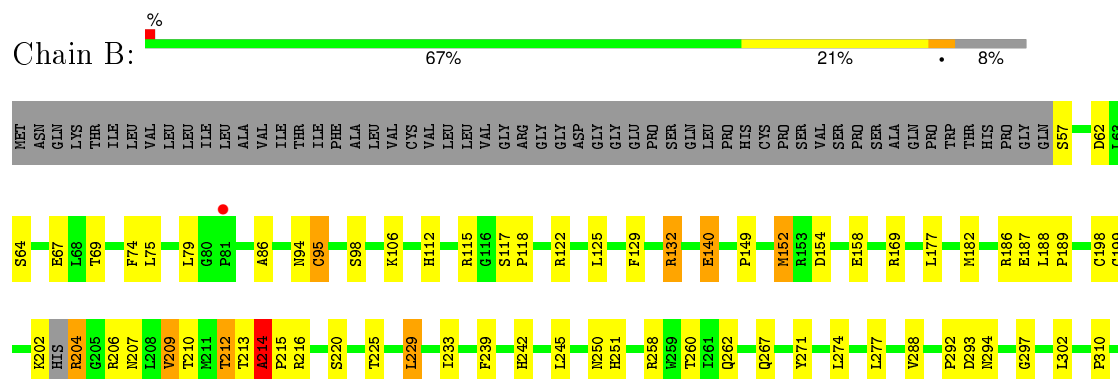 %
Chain B:
67% 21% • 8%
MET ASN GLN LYS THR ILE LEU VAL LEU LEU ILE LEU ALA VAL ILE THR ILE PHE ALA LEU VAL CYS VAL LEU LEU VAL GLY ARG GLY GLY ASP GLY GLY GLU PRO SER GLN LEU PRO HIS CYS PRO SER VAL SER PRO SER ALA GLN PRO TRP THR HIS PRO GLY GLN S57 D62 L63
S64 E67 L68 T69 F74 L75 L79 G80 P81 A86 N94 C95 S98 K106 H112 R115 G116 S117 P118 R122 L125 F129 R132 E140 P149 M152 R153 D154 E158 R169 L177 M182 R186 E187 L188 P189 C198 C199
K202 HIS R204 G205 R206 N207 L208 V209 T210 M211 T212 T213 A214 P215 R216 S220 T225 L229 I233 F239 H242 L245 N250 H251 R258 W259 T260 I261 Q262 Q267 Y271 L274 L277 V288 P292 D293 N294 G297 L302 P310